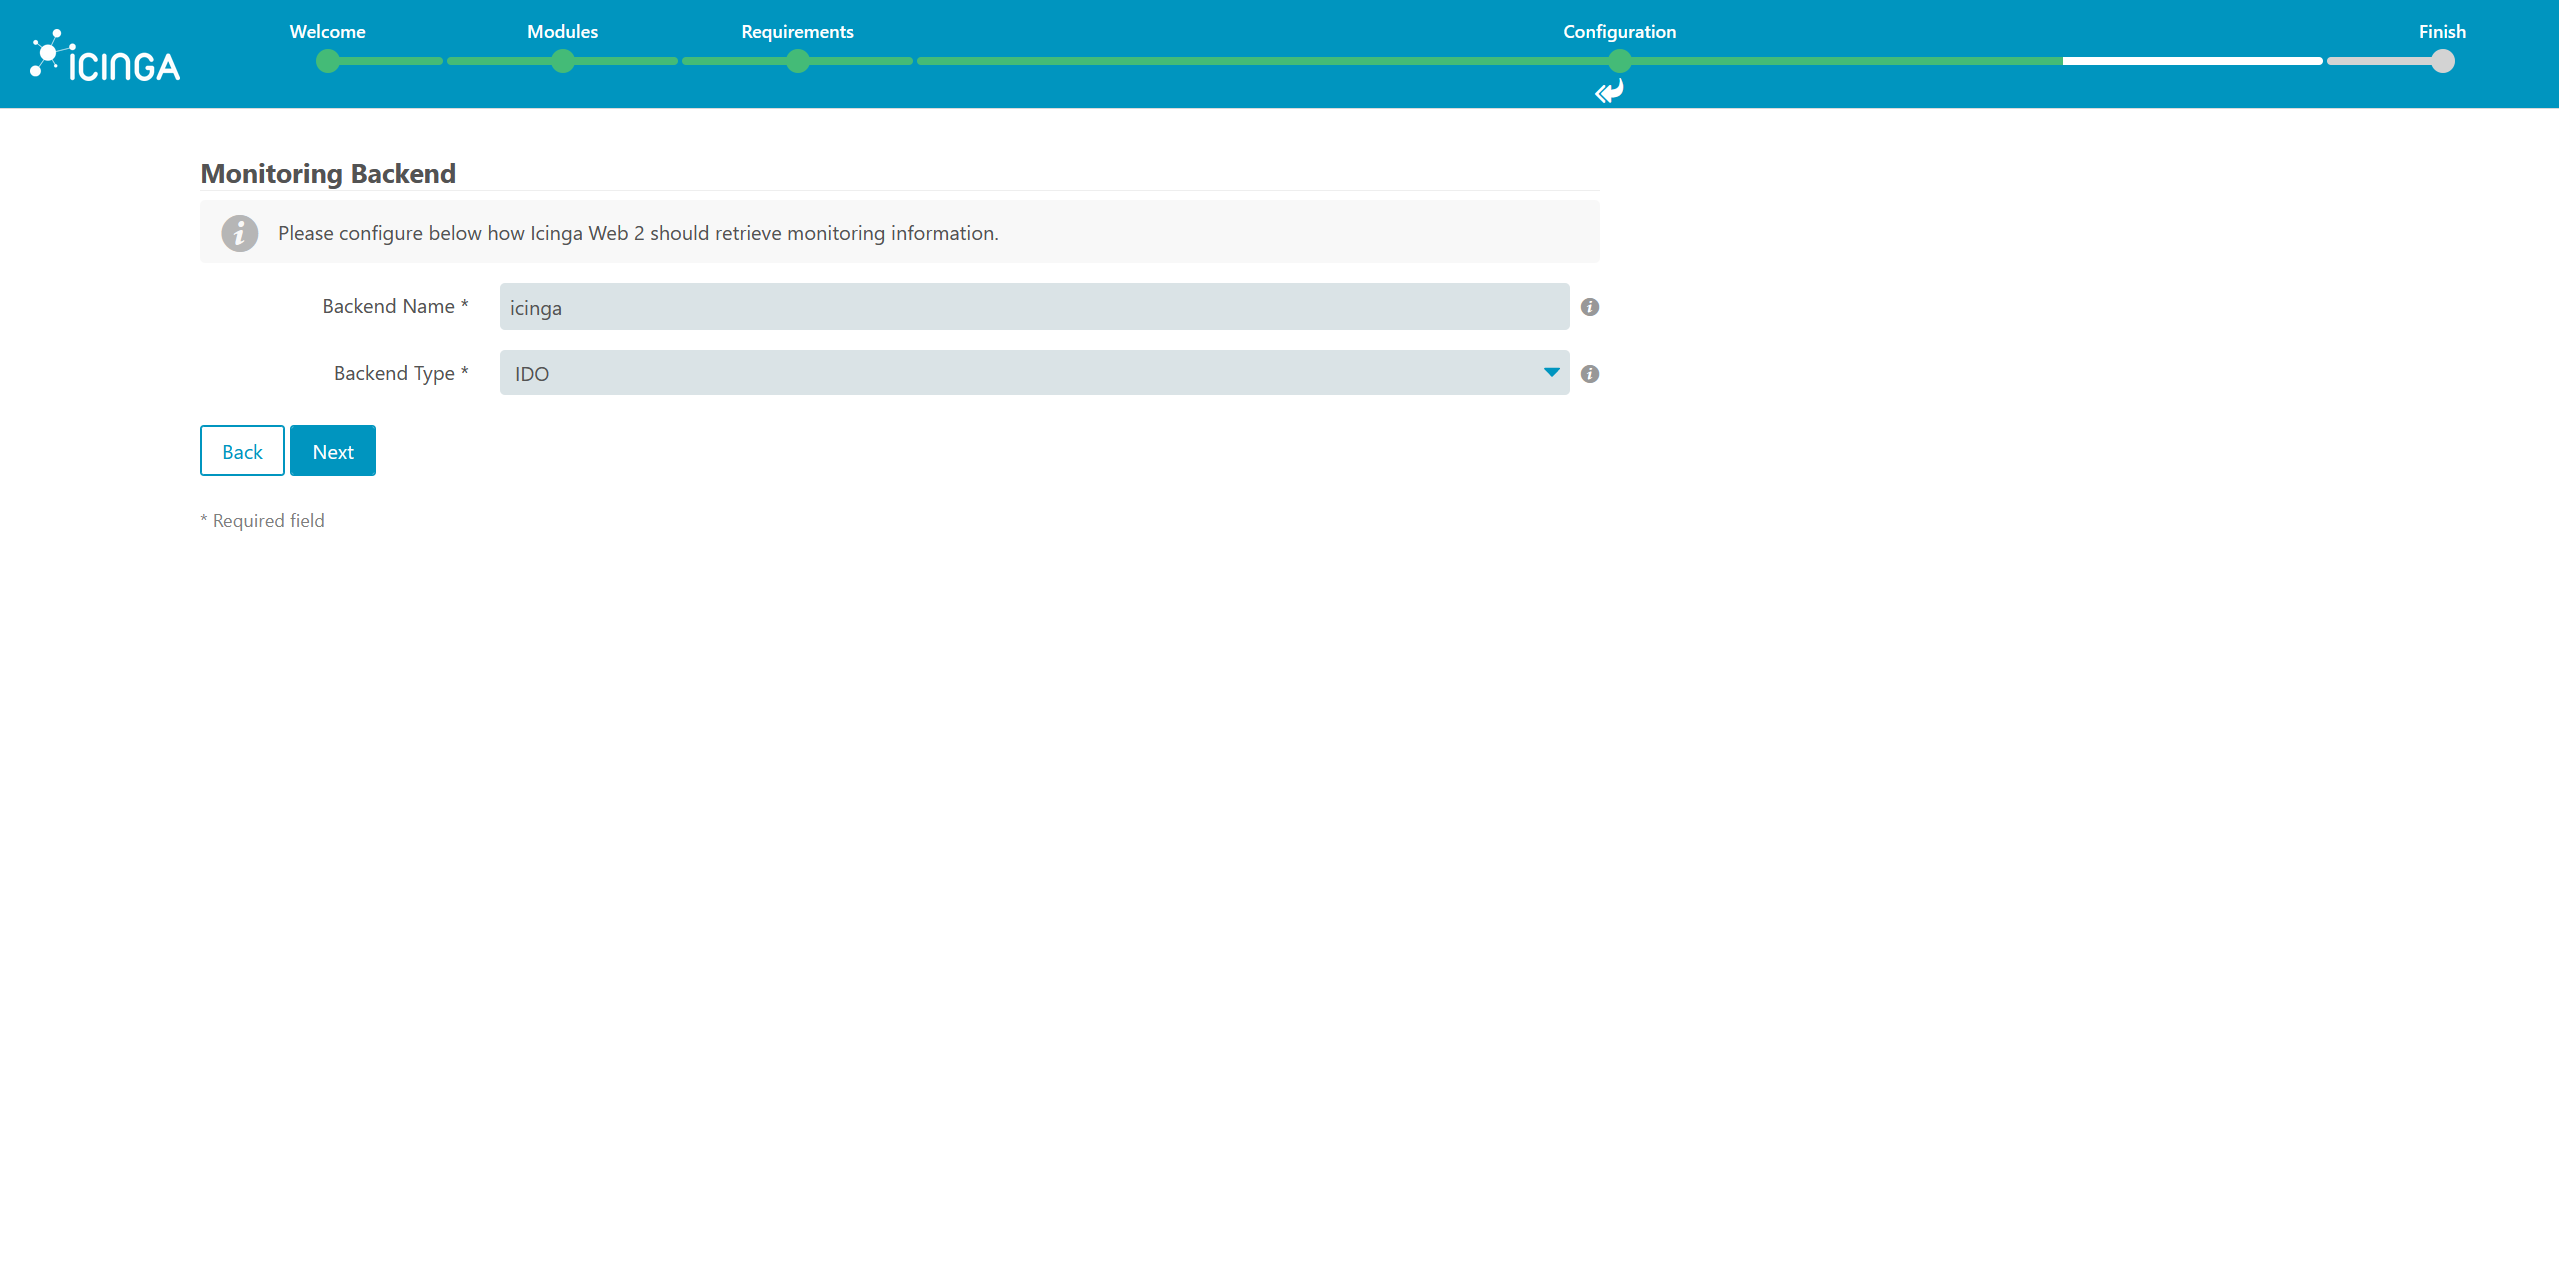 Welcome
Modules
Requirements
Configuration
Finish
ICINGA
Monitoring Backend
Please configure below how Icinga Web 2 should retrieve monitoring information.
Backend Name *
icinga
Backend Type *
IDO
Back
Next
* Required field